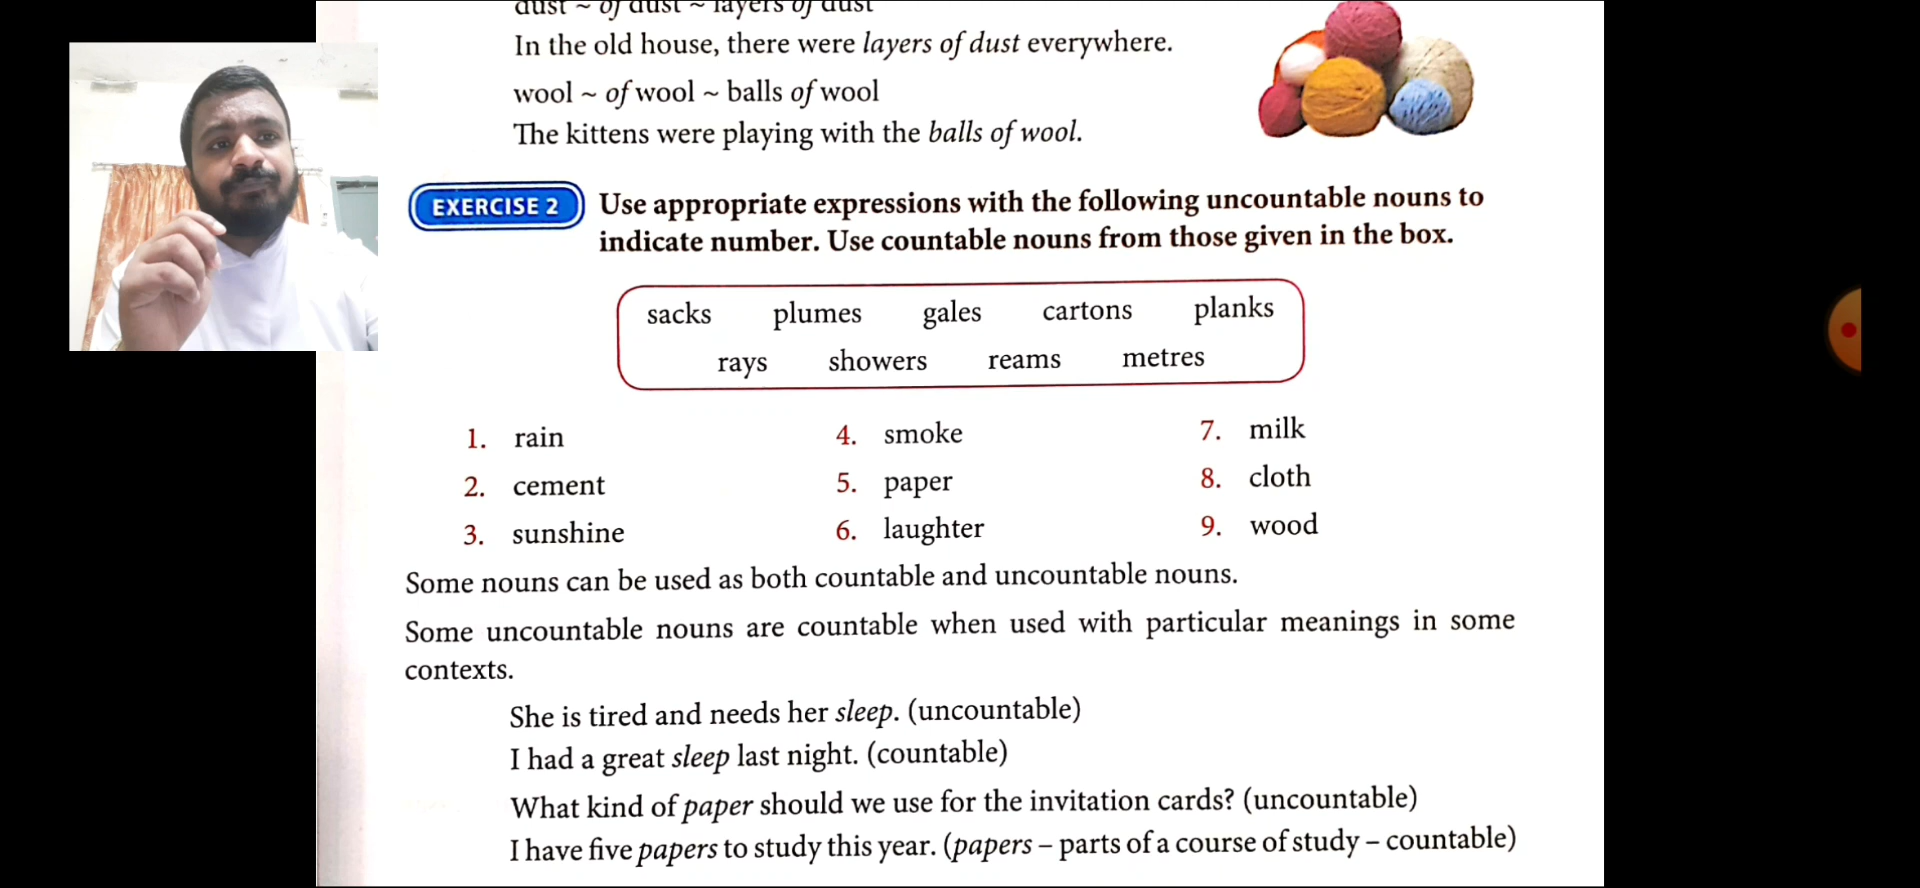 dust ~ of dust ~ layers of dust
In the old house, there were layers of dust everywhere.
wool ~ of wool ~ balls of wool
The kittens were playing with the balls of wool.
EXERCISE 2 Use appropriate expressions with the following uncountable nouns to
indicate number. Use countable nouns from those given in the box.
sacks plumes gales cartons planks
rays showers reams metres
1. rain 4. smoke 7. milk
2. cement 5. paper 8. cloth
3. sunshine 6. laughter 9. wood
Some nouns can be used as both countable and uncountable nouns.
Some uncountable nouns are countable when used with particular meanings in some
contexts.
She is tired and needs her sleep. (uncountable)
I had a great sleep last night. (countable)
What kind of paper should we use for the invitation cards? (uncountable)
I have five papers to study this year. (papers – parts of a course of study – countable)